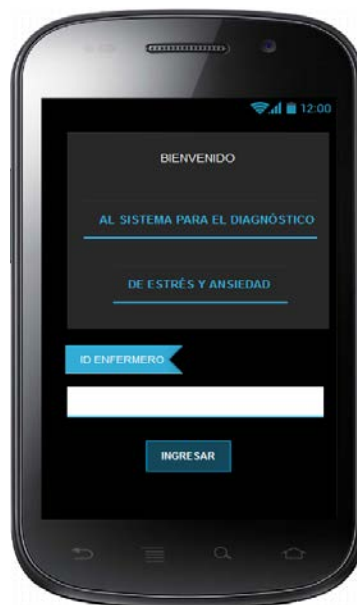 12:00
BIENVENIDO
AL SISTEMA PARA EL DIAGNÓSTICO
DE ESTRÉS Y ANSIEDAD
ID ENFERMERO
INGRESAR